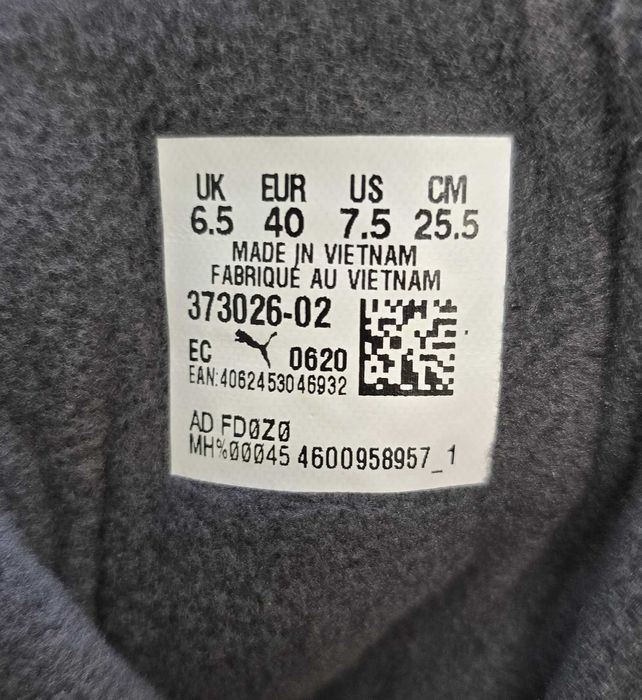 UK EUR US CM
6.5 40 7.5 25.5
MADE IN VIETNAM
FABRIQUÉ AU VIETNAM
373026-02
EC 0620
EAN:4062453046932
AD FD0Z0
MH%00045 4600958957_1